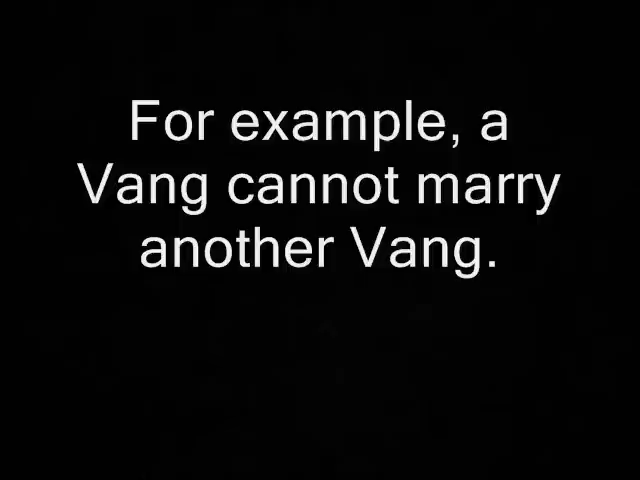 For example, a
Vang cannot marry
another Vang.